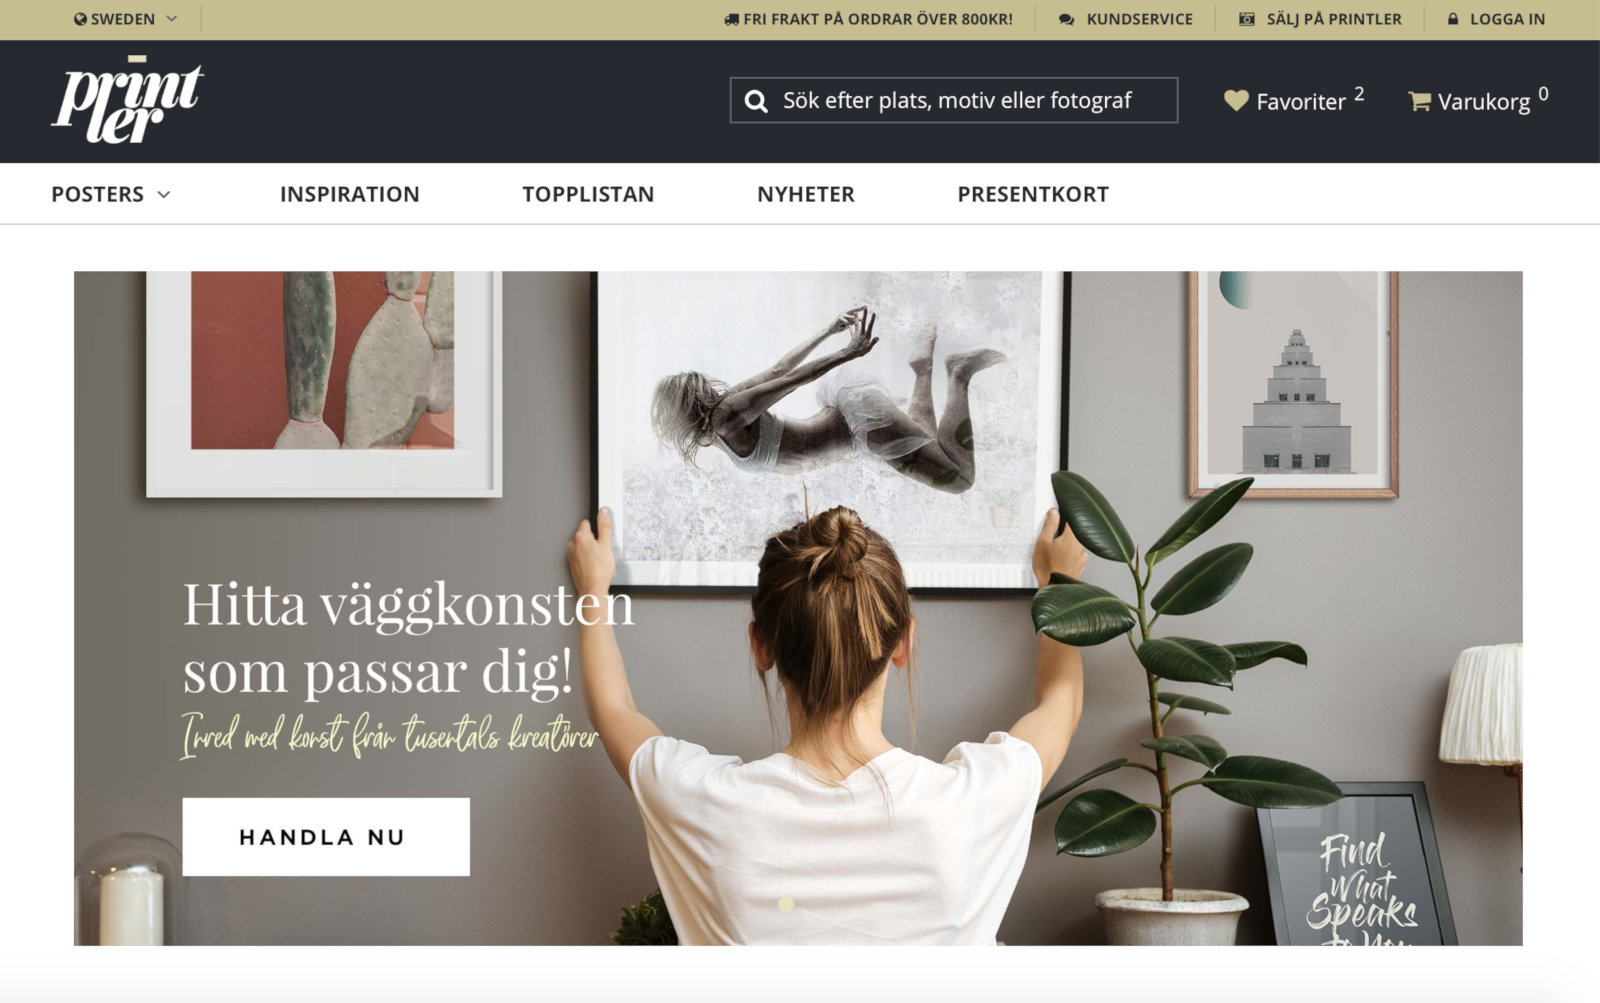 SWEDEN
FRI FRAKT PÅ ORDRAR ÖVER 800KR!
KUNDSERVICE
SÄLJ PÅ PRINTLER
LOGGA IN
printler
Sök efter plats, motiv eller fotograf
Favoriter 2
Varukorg 0
POSTERS
INSPIRATION
TOPPLISTAN
NYHETER
PRESENTKORT
Hitta väggkonsten
som passar dig!
Inred med konst från tusentals kreatörer
HANDLA NU
Find
What
Speaks
to You